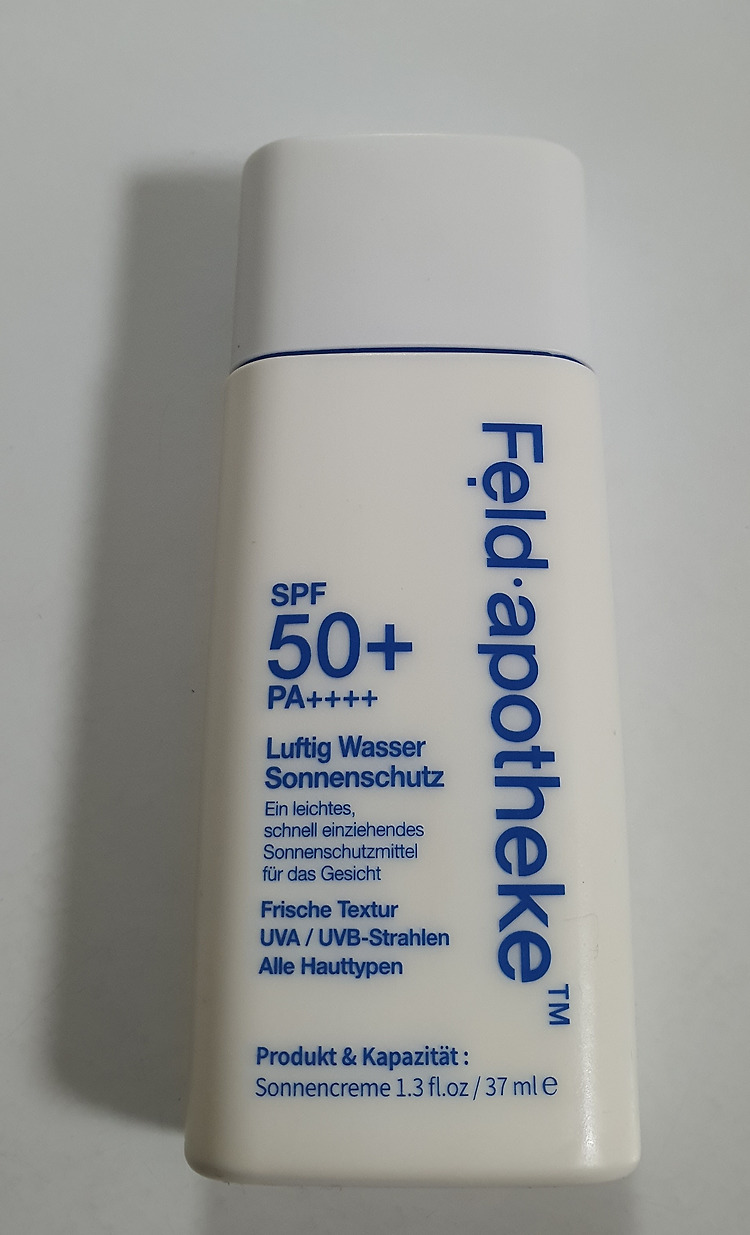 Feld·apotheke™
SPF
50+
PA++++
Luftig Wasser
Sonnenschutz
Ein leichtes,
schnell einziehendes
Sonnenschutzmittel
für das Gesicht
Frische Textur
UVA / UVB-Strahlen
Alle Hauttypen
Produkt & Kapazität :
Sonnencreme 1.3 fl.oz / 37 ml ℮